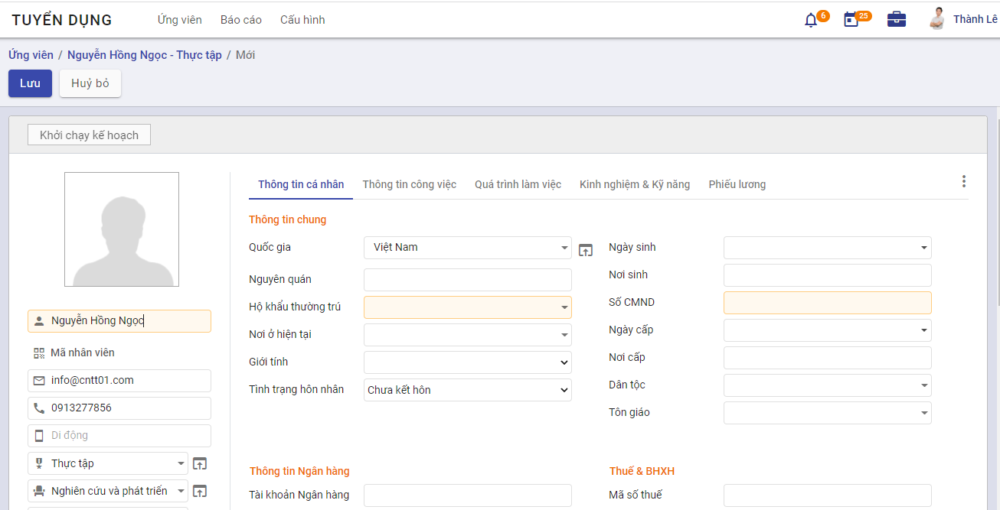 TUYỂN DỤNG Ứng viên Báo cáo Cấu hình 6 25 Thành Lê
Ứng viên / Nguyễn Hồng Ngọc - Thực tập / Mới
Lưu Huỷ bỏ
Khởi chạy kế hoạch
Nguyễn Hồng Ngọc
Mã nhân viên
info@cntt01.com
0913277856
Di động
Thực tập
Nghiên cứu và phát triển
Thông tin cá nhân Thông tin công việc Quá trình làm việc Kinh nghiệm & Kỹ năng Phiếu lương
Thông tin chung
Quốc gia Việt Nam
Nguyên quán
Hộ khẩu thường trú
Nơi ở hiện tại
Giới tính
Tình trạng hôn nhân Chưa kết hôn
Ngày sinh
Nơi sinh
Số CMND
Ngày cấp
Nơi cấp
Dân tộc
Tôn giáo
Thông tin Ngân hàng
Tài khoản Ngân hàng
Thuế & BHXH
Mã số thuế